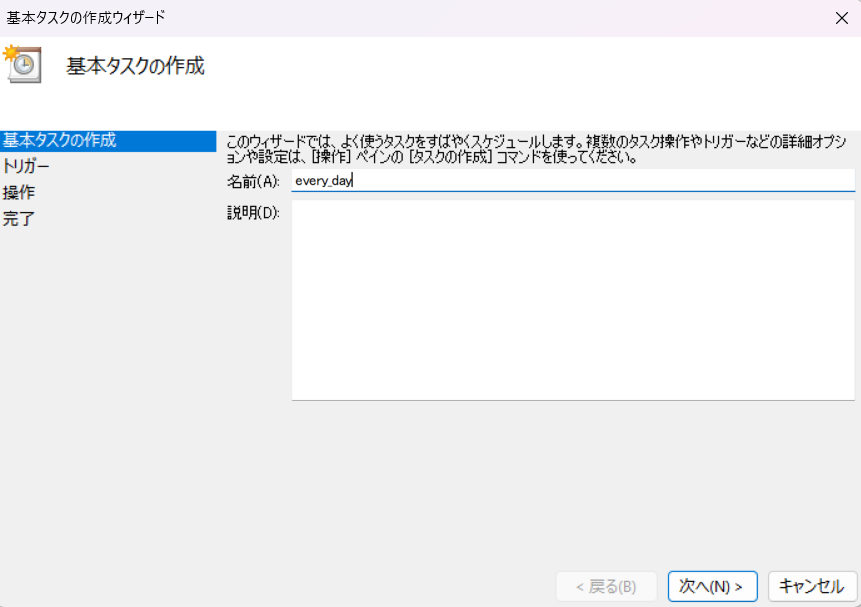 基本タスクの作成ウィザード
基本タスクの作成
基本タスクの作成
トリガー
操作
完了
このウィザードでは、よく使うタスクをすばやくスケジュールします。複数のタスク操作やトリガーなどの詳細オプシ
ョンや設定は、[操作] ペインの [タスクの作成] コマンドを使ってください。
名前(A): every_day
説明(D):
< 戻る(B) 次へ(N) > キャンセル